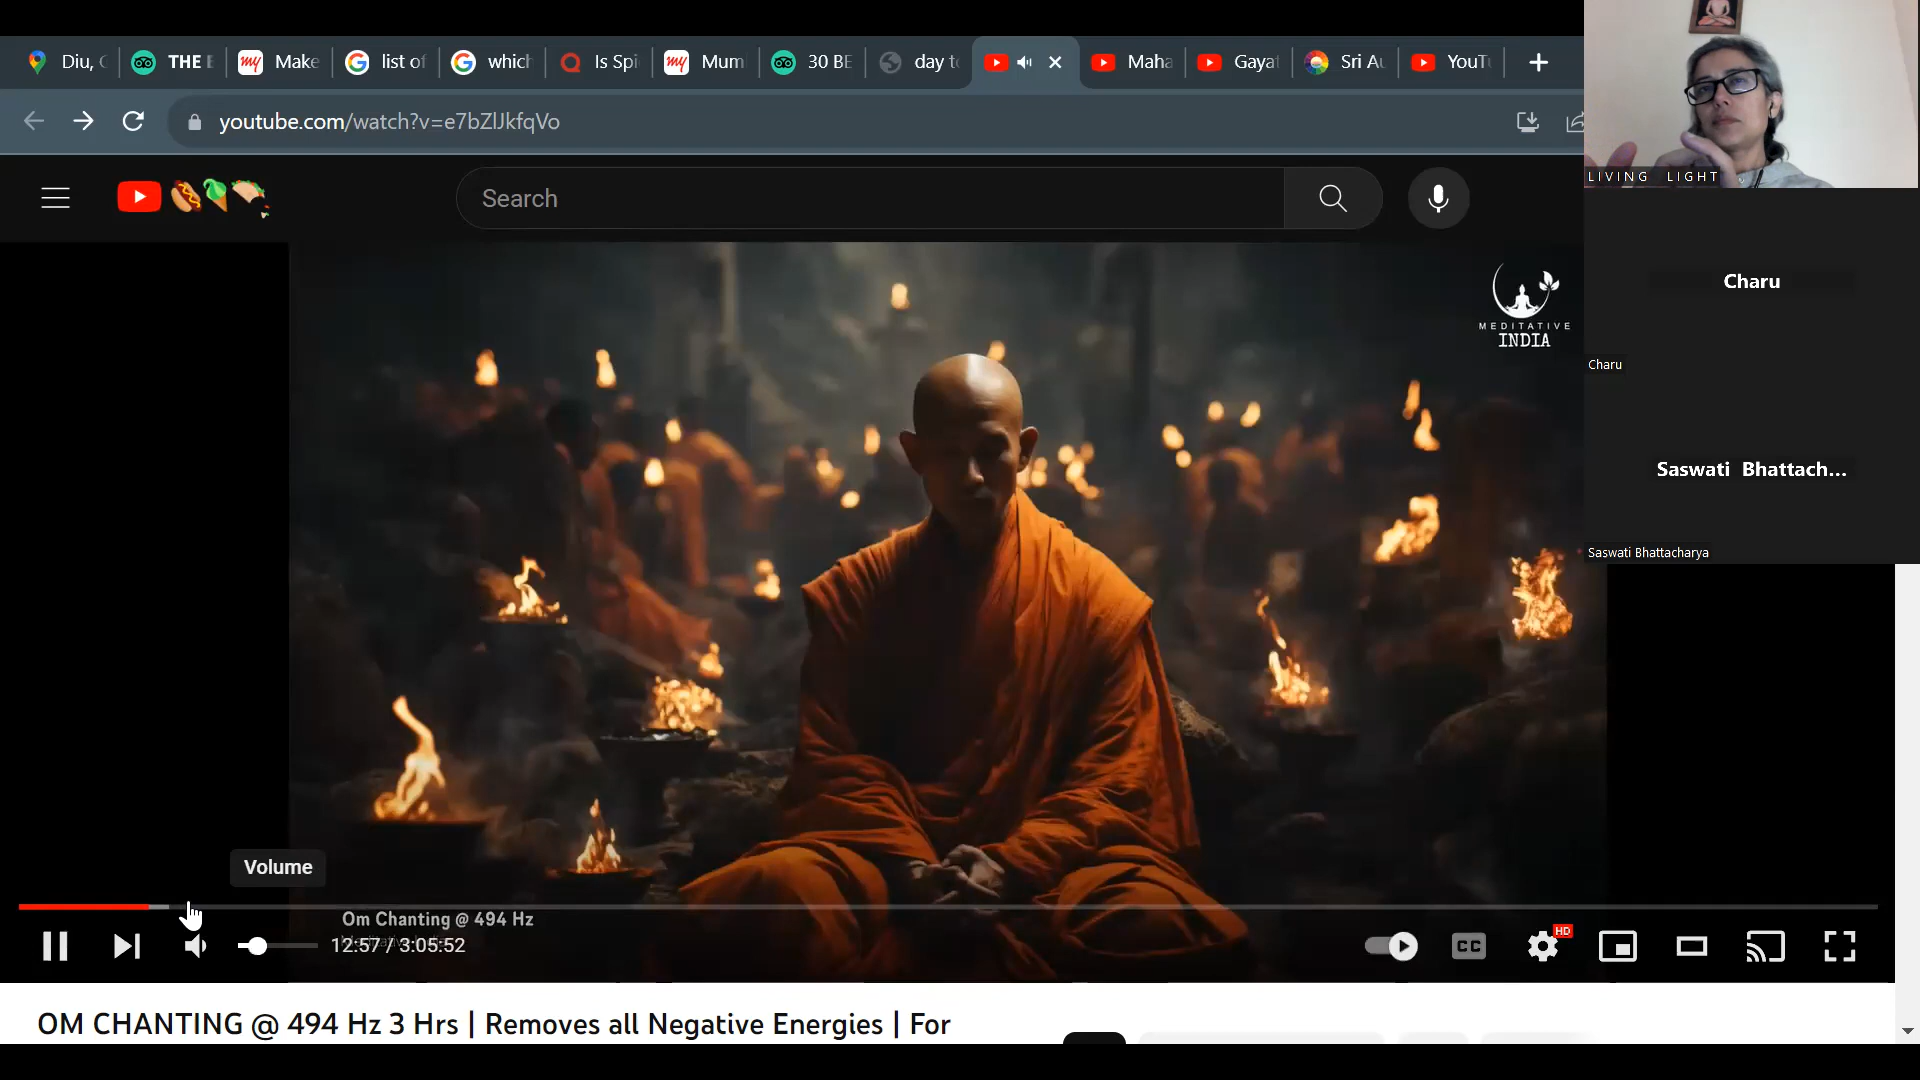 Diu, THE B Make list of which Is Spi Mum 30 BE day to Maha Gayat Sri Au YouTu
youtube.com/watch?v=e7bZlJkfqVo
Search
MEDITATIVE
INDIA
LIVING LIGHT
Charu
Charu
Saswati Bhattach...
Saswati Bhattacharya
Volume
Om Chanting @ 494 Hz
12:57 / 3:05:52
CC
HD
OM CHANTING @ 494 Hz 3 Hrs | Removes all Negative Energies | For